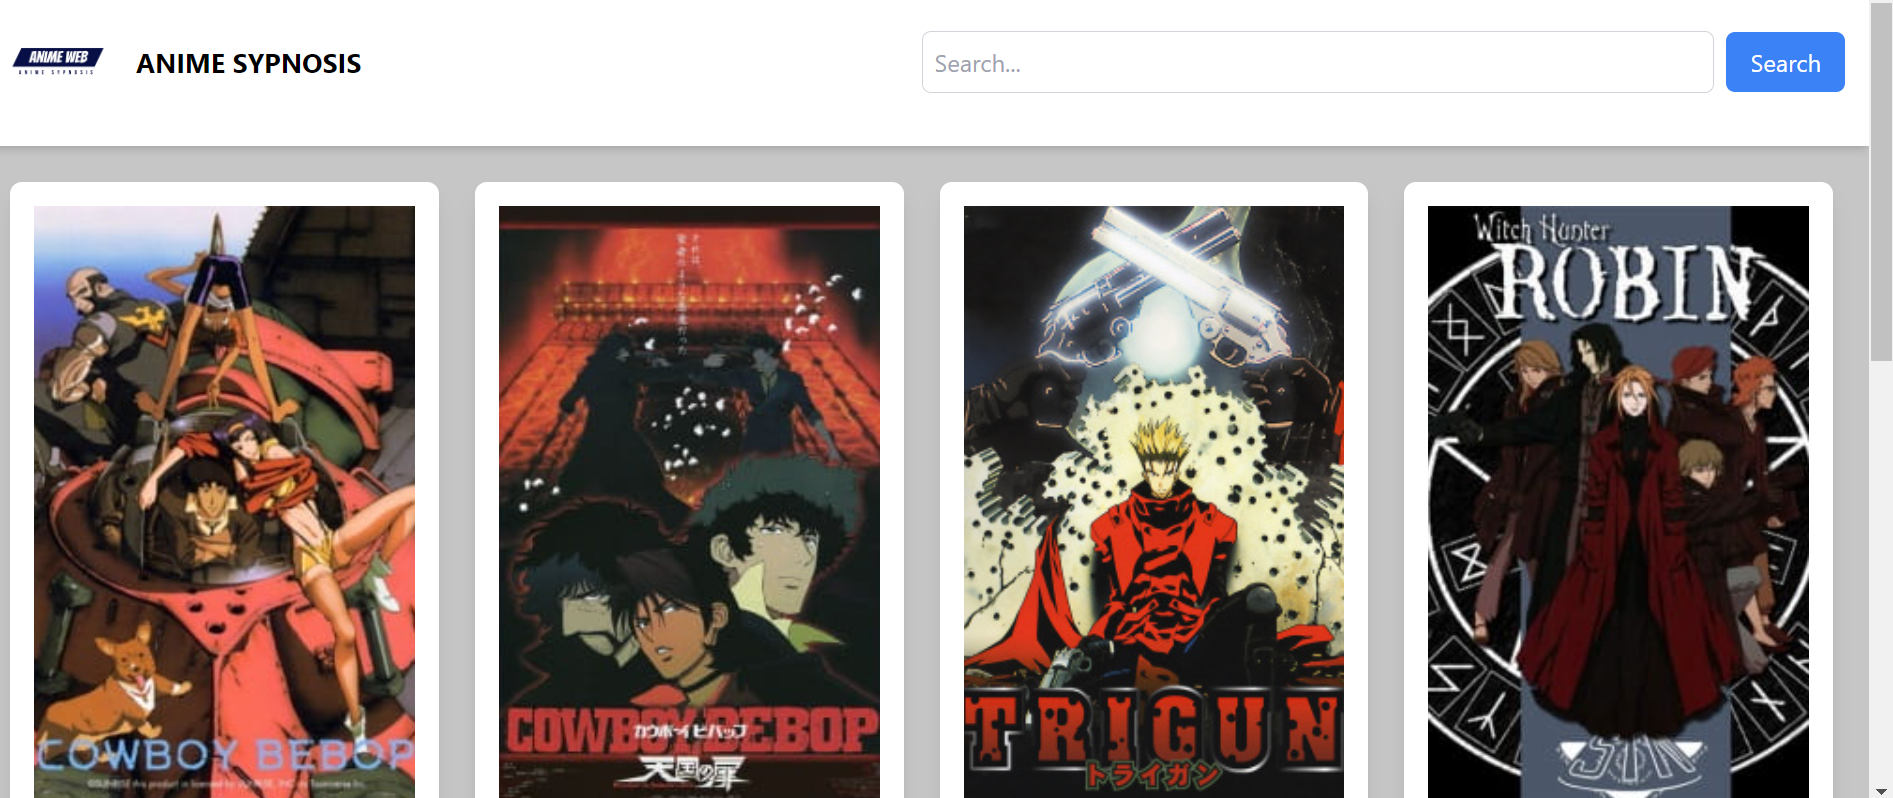 ANIME WEB
ANIME SYPNOSIS
ANIME SYPNOSIS
Search...
Search
COWBOY BEBOP
COWBOY BEBOP
カウボーイビバップ
天国の扉
TRIGUN
トライガン
Witch Hunter
ROBIN